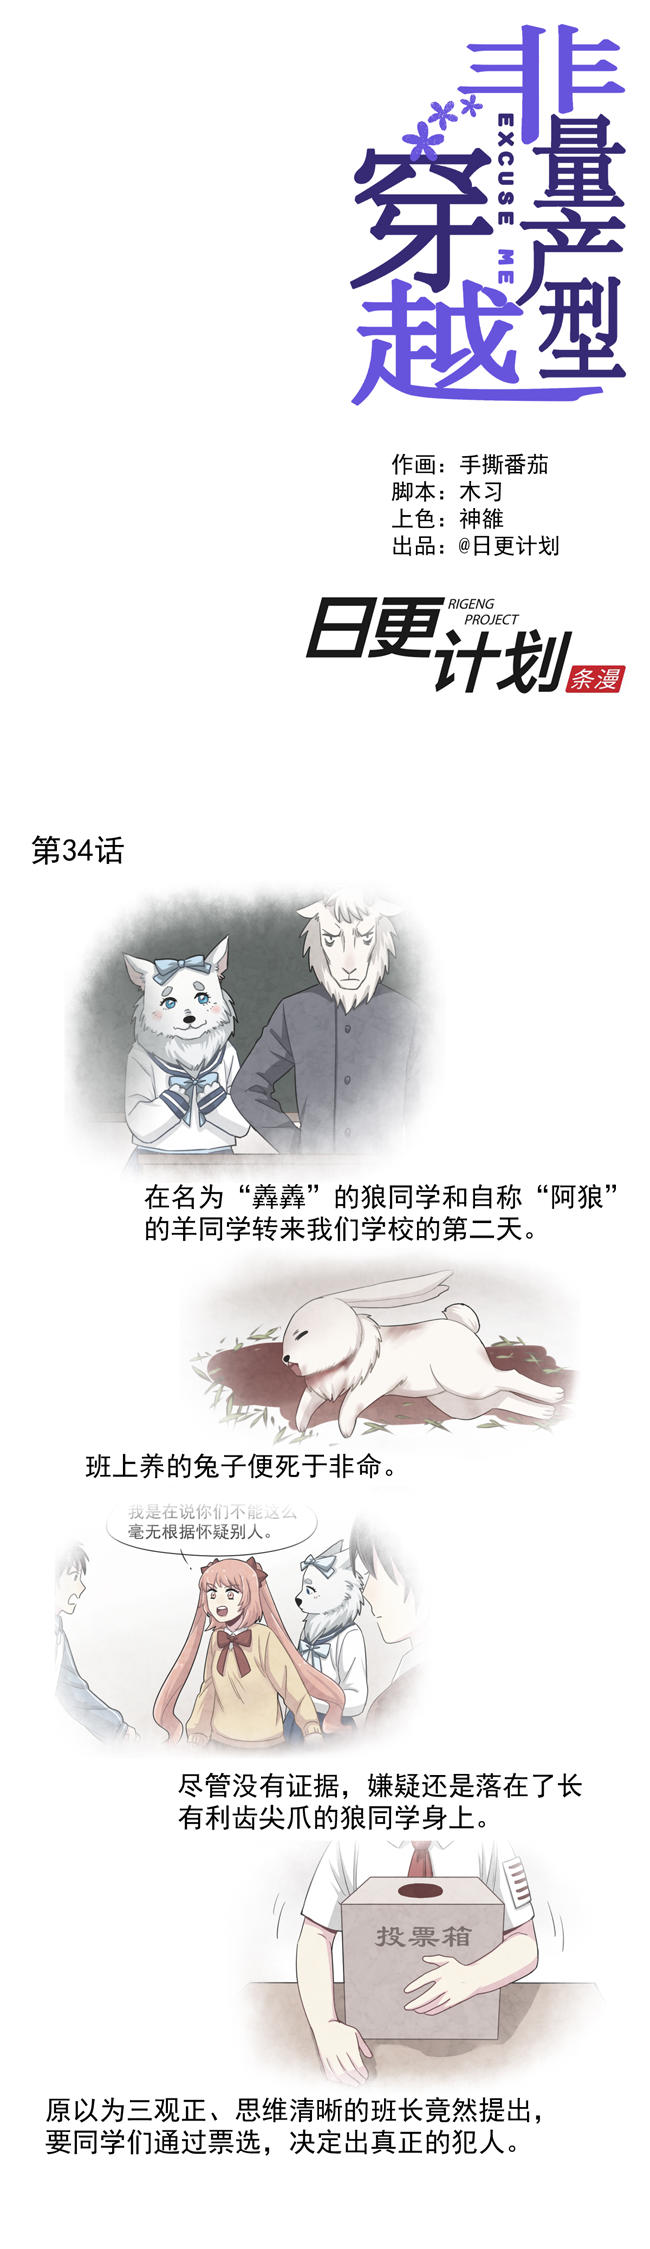 非量产型
穿越
EXCUSE ME
作画：手撕番茄
脚本：木习
上色：神雒
出品：@日更计划
日更计划
RIGENG
PROJECT
条漫
第34话
在名为“羴羴”的狼同学和自称“阿狼”
的羊同学转来我们学校的第二天。
班上养的兔子便死于非命。
我是在说你们不能这么
毫无根据怀疑别人。
尽管没有证据，嫌疑还是落在了长
有利齿尖爪的狼同学身上。
投票箱
原以为三观正、思维清晰的班长竟然提出，
要同学们通过票选，决定出真正的犯人。